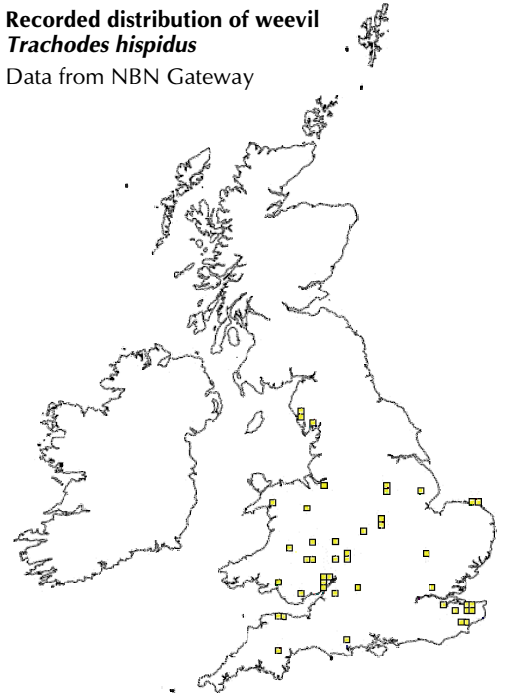 Recorded distribution of weevil
Trachodes hispidus
Data from NBN Gateway